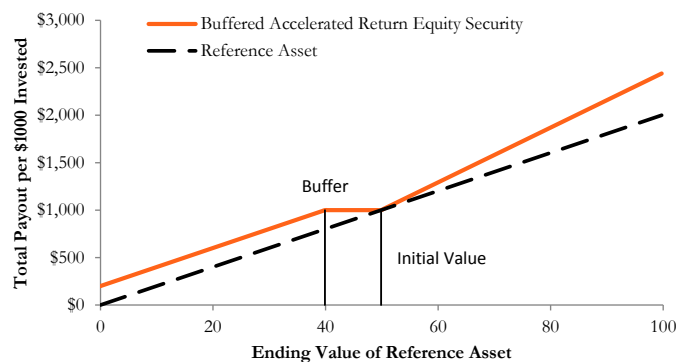 $3,000
Buffered Accelerated Return Equity Security
Reference Asset
$2,500
$2,000
$1,500
$1,000
$500
$0
Total Payout per $1000 Invested
Buffer
Initial Value
0
20
40
60
80
100
Ending Value of Reference Asset